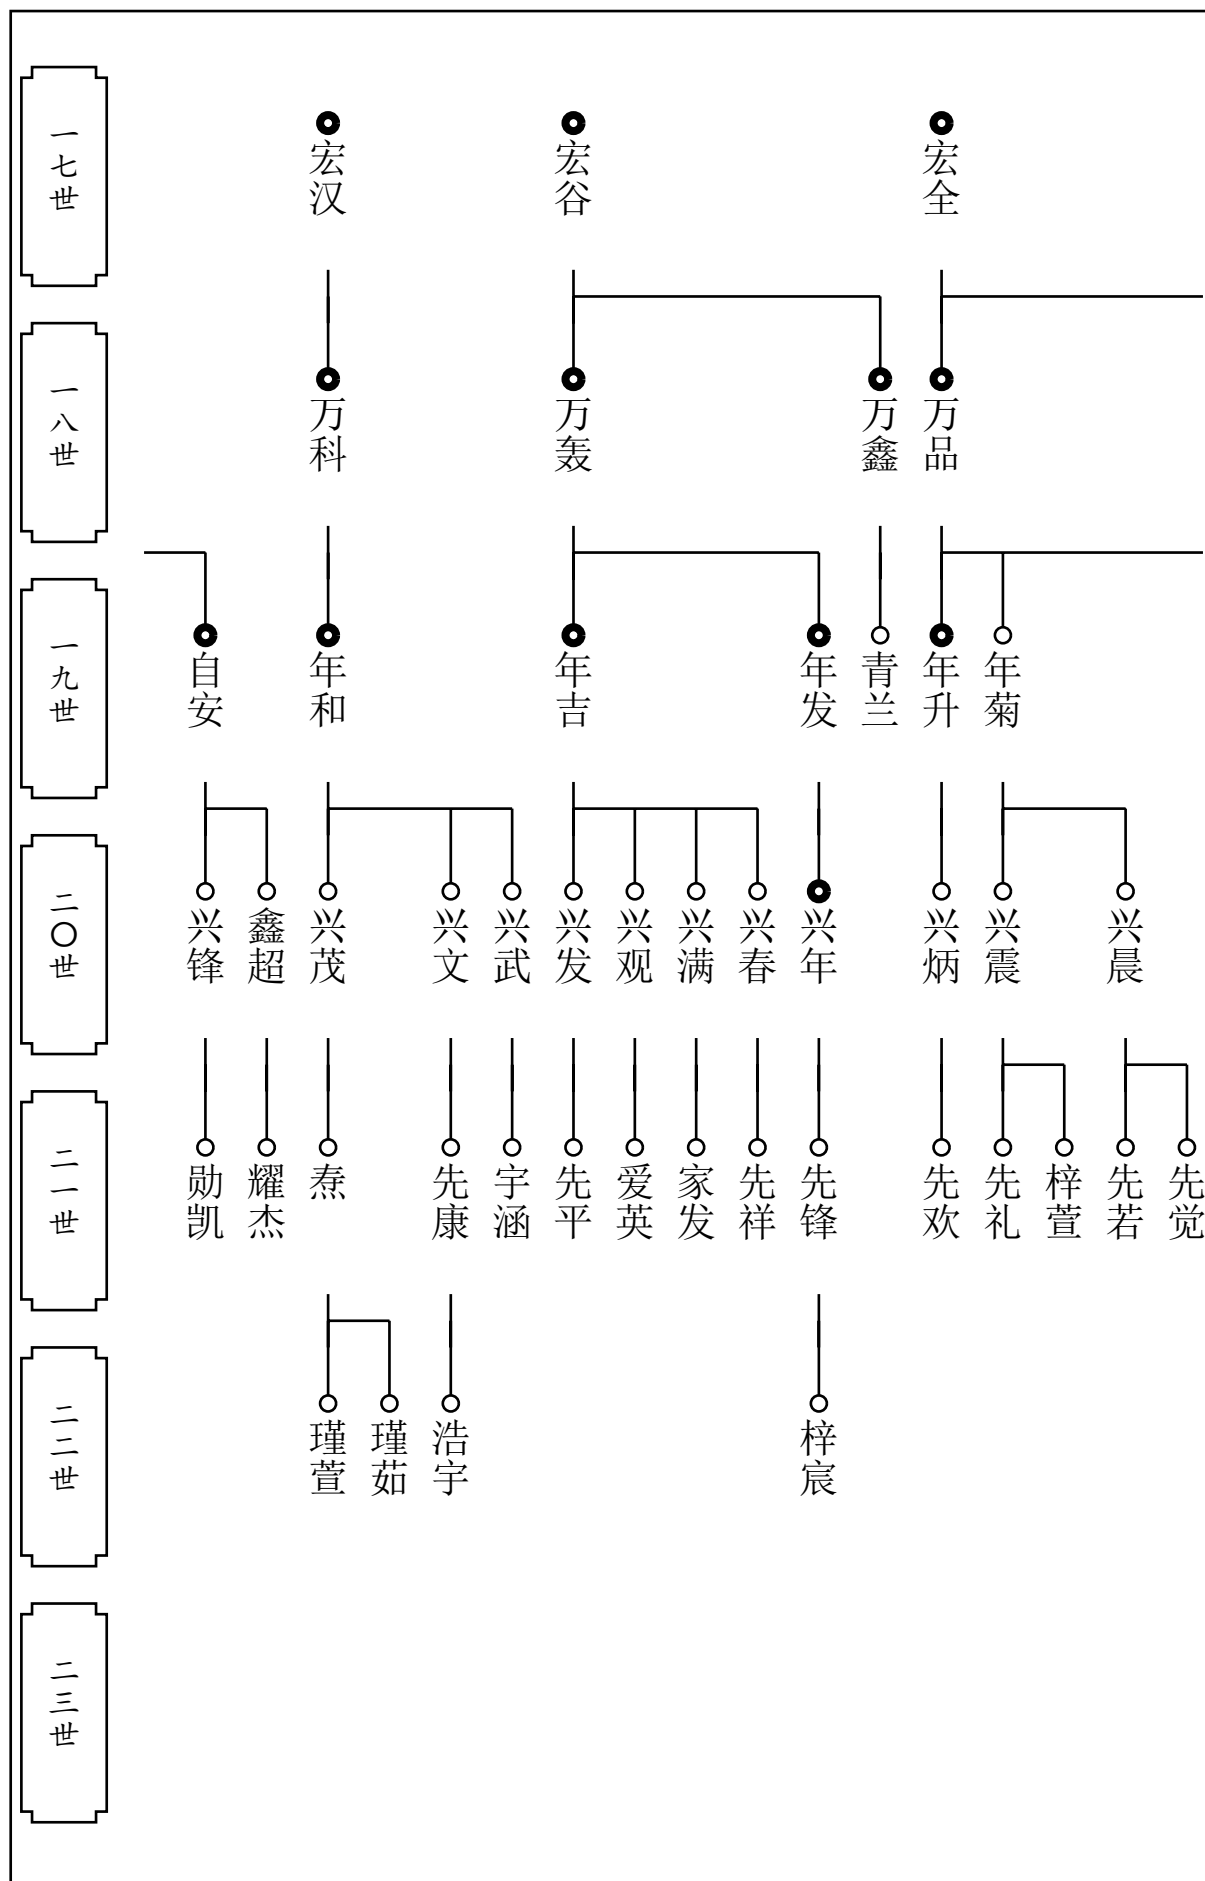 一七世
宏汉
宏谷
宏全
一八世
万科
万轰
万鑫
万品
一九世
自安
年和
年吉
年发
青兰
年升
年菊
二〇世
兴锋
鑫超
兴茂
兴文
兴武
兴发
兴观
兴满
兴春
兴年
兴炳
兴震
兴晨
二一世
勋凯
耀杰
焘
先康
宇涵
先平
爱英
家发
先祥
先锋
先欢
先礼
梓萱
先若
先觉
二二世
瑾萱
瑾茹
浩宇
梓宸
二三世